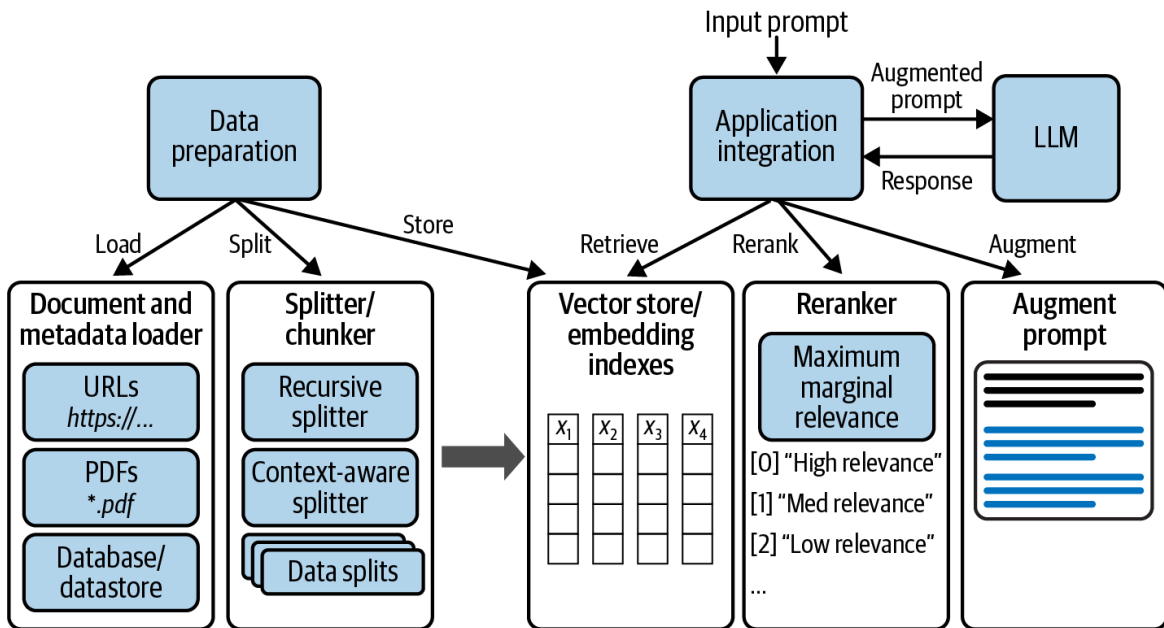 Input prompt
Data
preparation
Application
integration
Augmented
prompt
LLM
Response
Load
Split
Store
Retrieve
Rerank
Augment
Document and
metadata loader
URLs
https://...
PDFs
*.pdf
Database/
datastore
Splitter/
chunker
Recursive
splitter
Context-aware
splitter
Data splits
Vector store/
embedding
indexes
X1 X2 X3 X4
Reranker
Maximum
marginal
relevance
[0] “High relevance”
[1] “Med relevance”
[2] “Low relevance”
...
Augment
prompt